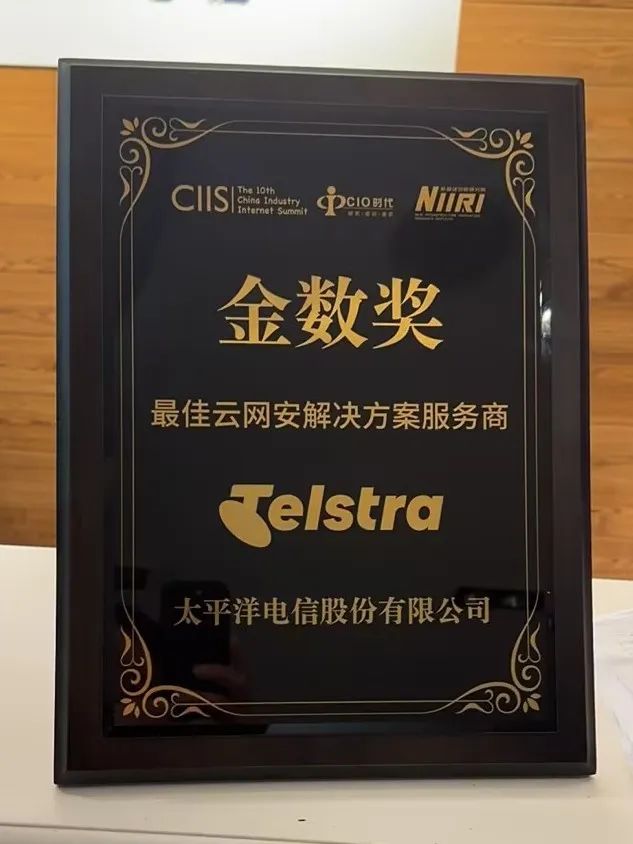 CIIS The 10th China Industry Internet Summit CIO时代 NIIRI
金数奖
最佳云网安解决方案服务商
Telstra
太平洋电信股份有限公司